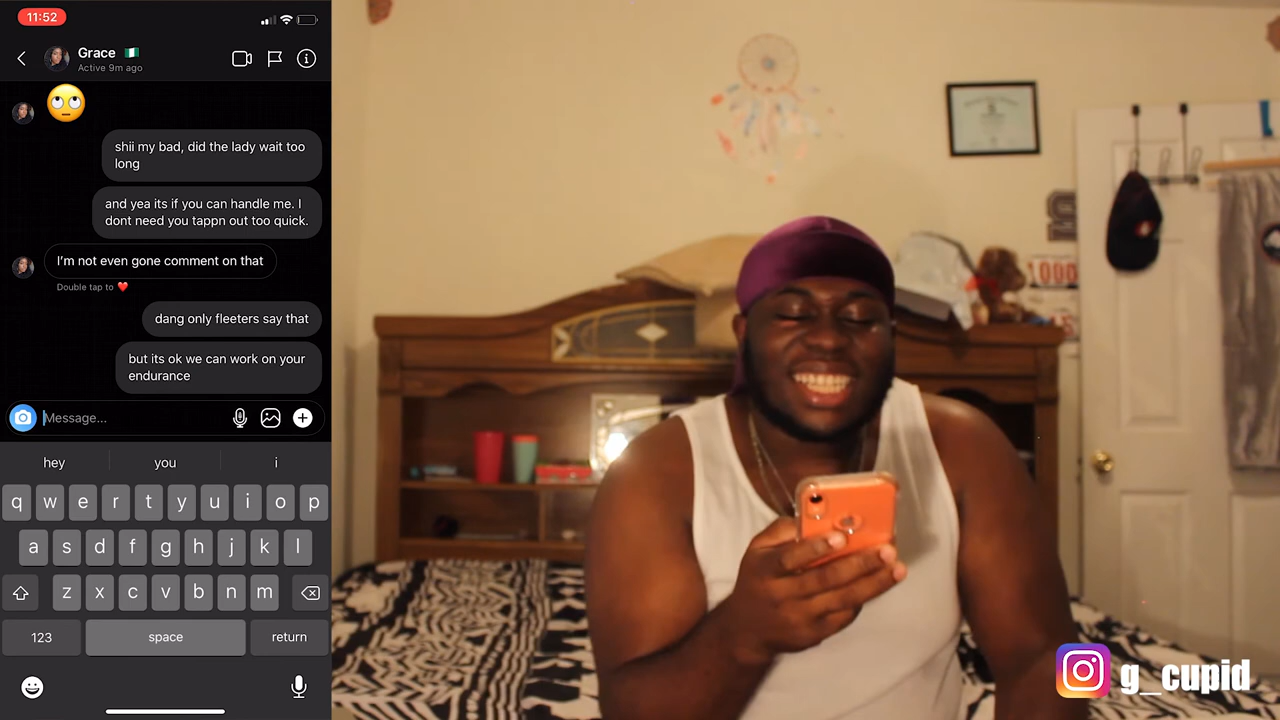 11:52
Grace
Active 9m ago
shii my bad, did the lady wait too
long
and yea its if you can handle me. I
dont need you tappn out too quick.
I'm not even gone comment on that
Double tap to ❤️
dang only fleeters say that
but its ok we can work on your
endurance
Message...
hey you i
q w e r t y u i o p
a s d f g h j k l
z x c v b n m
123 space return
1000
g_cupid